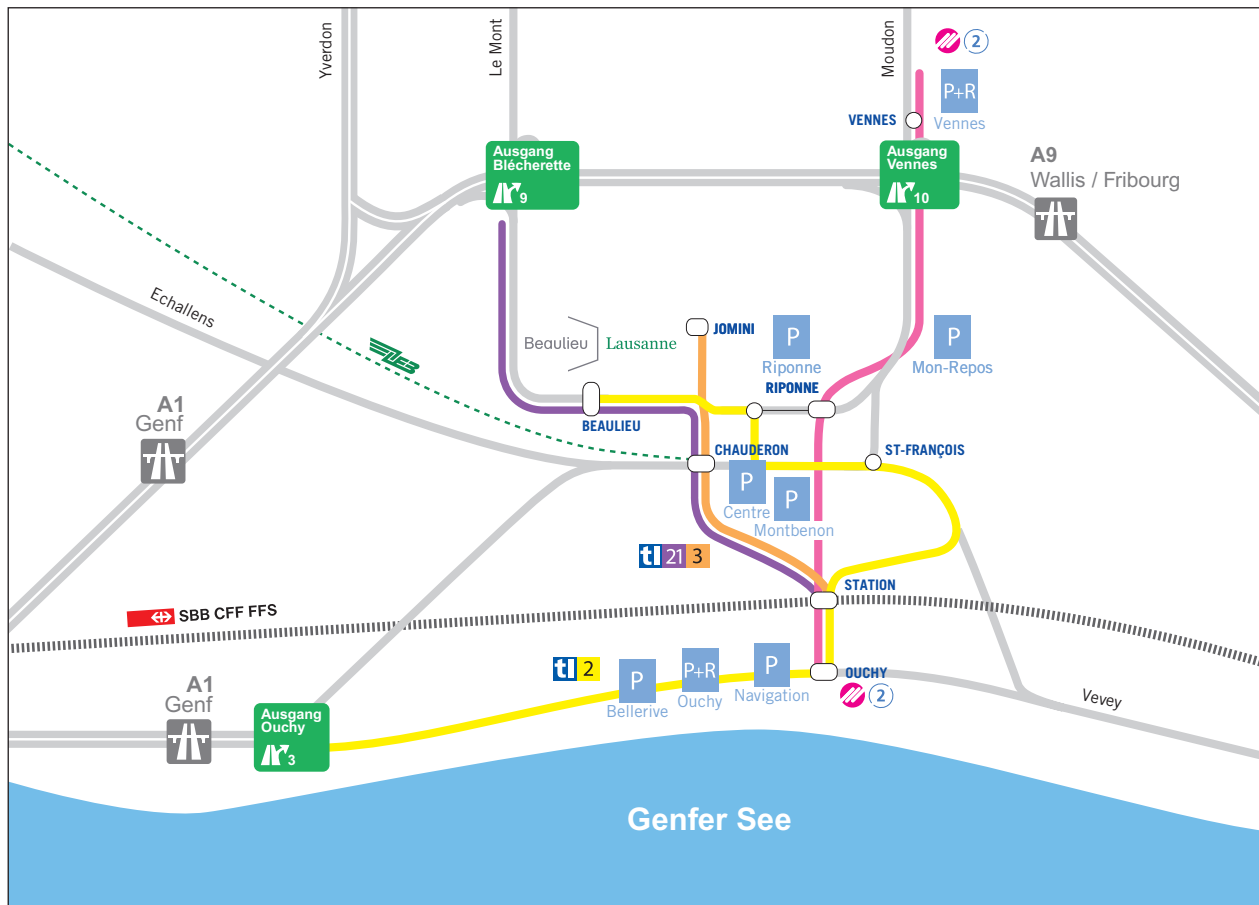 Yverdon
Le Mont
Moudon
2
P+R
Vennes
VENNES
Ausgang
Blécherette
9
Ausgang
Vennes
10
A9
Wallis / Fribourg
Echallens
LEB
Beaulieu
Lausanne
JOMINI
P
Riponne
P
Mon-Repos
RIPONNE
A1
Genf
BEAULIEU
CHAUDERON
ST-FRANÇOIS
P
Centre
P
Montbenon
tl 21 3
STATION
SBB CFF FFS
tl 2
P
Bellerive
P+R
Ouchy
P
Navigation
OUCHY
2
Vevey
A1
Genf
Ausgang
Ouchy
3
Genfer See